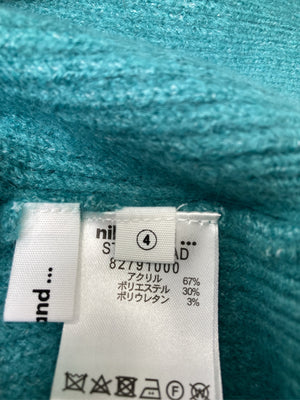 ④
nil ...
ST AD
82791000
アクリル 67%
ポリエステル 30%
ポリウレタン 3%
and ...